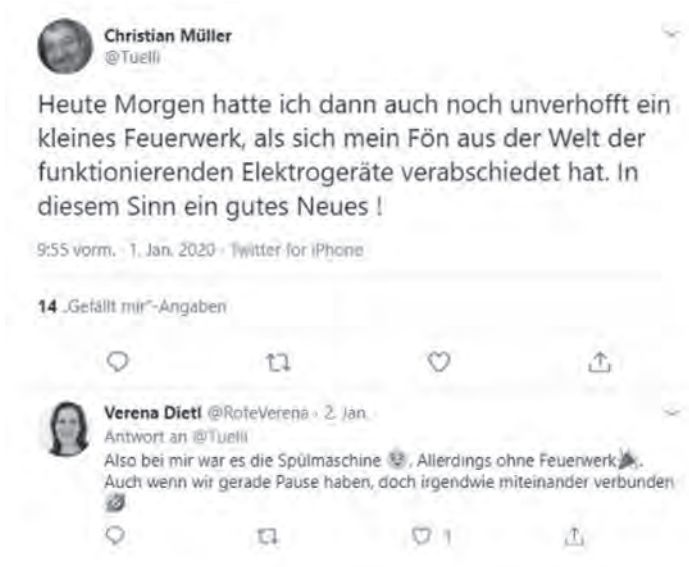 Christian Müller
@Tuelli
Heute Morgen hatte ich dann auch noch unverhofft ein
kleines Feuerwerk, als sich mein Fön aus der Welt der
funktionierenden Elektrogeräte verabschiedet hat. In
diesem Sinn ein gutes Neues !
9:55 vorm. · 1. Jan. 2020 · Twitter for iPhone
14 „Gefällt mir“-Angaben
Verena Dietl @RoteVerena · 2. Jan.
Antwort an @Tuelli
Also bei mir war es die Spülmaschine 😉. Allerdings ohne Feuerwerk🎉.
Auch wenn wir gerade Pause haben, doch irgendwie miteinander verbunden
1